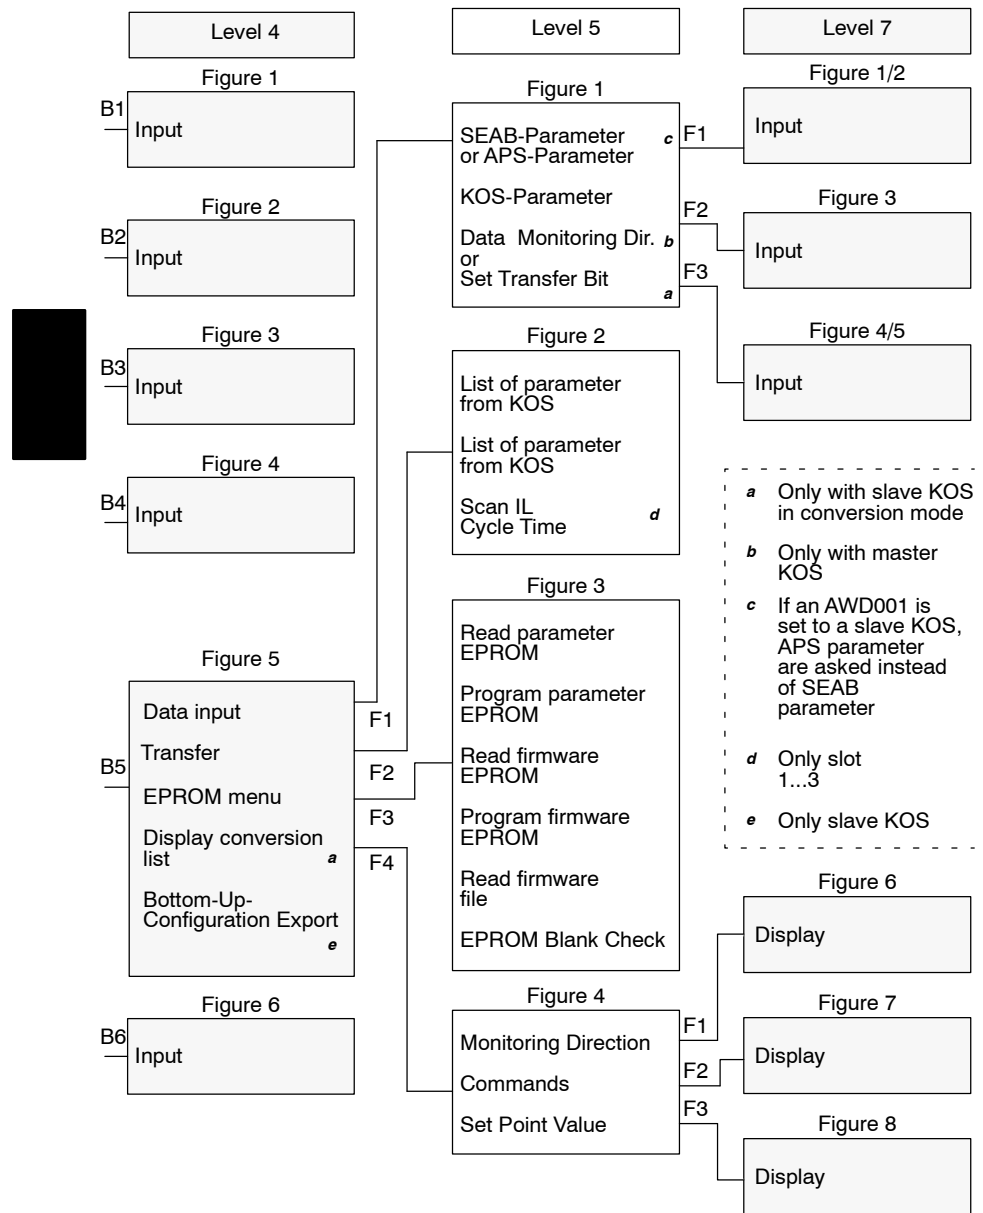 Level 4
Figure 1
B1
Input
Figure 2
B2
Input
Figure 3
B3
Input
Figure 4
B4
Input
Figure 5
B5
Data input
F1
Transfer
F2
EPROM menu
F3
Display conversion
list a
F4
Bottom-Up-
Configuration Export
e
Figure 6
B6
Input
Level 5
Figure 1
SEAB-Parameter c F1
or APS-Parameter
KOS-Parameter
F2
Data Monitoring Dir. b
or
F3
Set Transfer Bit
a
Figure 2
List of parameter
from KOS
List of parameter
from KOS
Scan IL
Cycle Time d
Figure 3
Read parameter
EPROM
Program parameter
EPROM
Read firmware
EPROM
Program firmware
EPROM
Read firmware
file
EPROM Blank Check
Figure 4
F1
Monitoring Direction
F2
Commands
F3
Set Point Value
Level 7
Figure 1/2
Input
Figure 3
Input
Figure 4/5
Input
a Only with slave KOS
in conversion mode
b Only with master
KOS
c If an AWD001 is
set to a slave KOS,
APS parameter
are asked instead
of SEAB
parameter
d Only slot
1...3
e Only slave KOS
Figure 6
Display
Figure 7
Display
Figure 8
Display